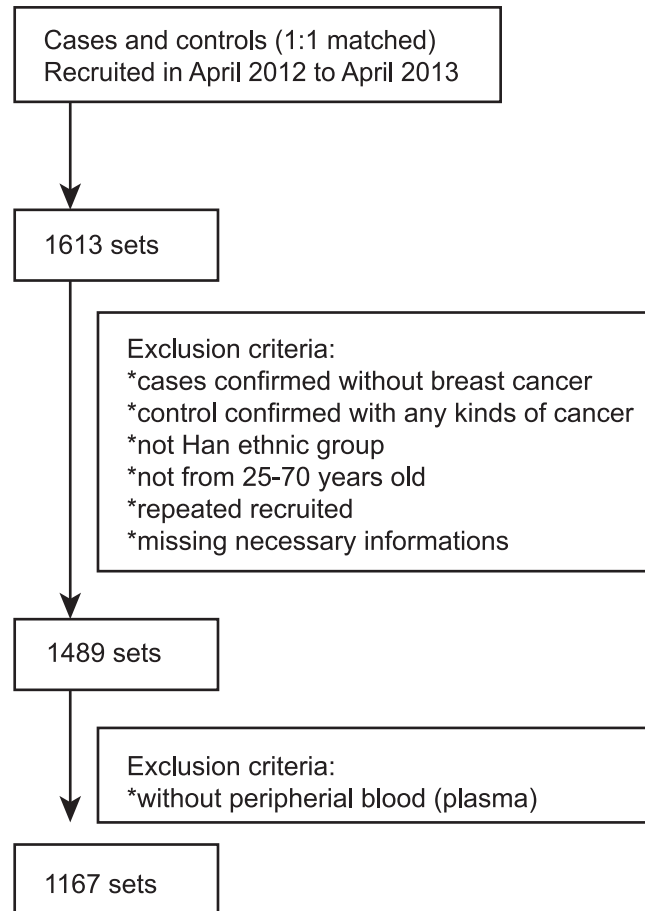 Cases and controls (1:1 matched)
Recruited in April 2012 to April 2013
1613 sets
Exclusion criteria:
*cases confirmed without breast cancer
*control confirmed with any kinds of cancer
*not Han ethnic group
*not from 25-70 years old
*repeated recruited
*missing necessary informations
1489 sets
Exclusion criteria:
*without peripherial blood (plasma)
1167 sets